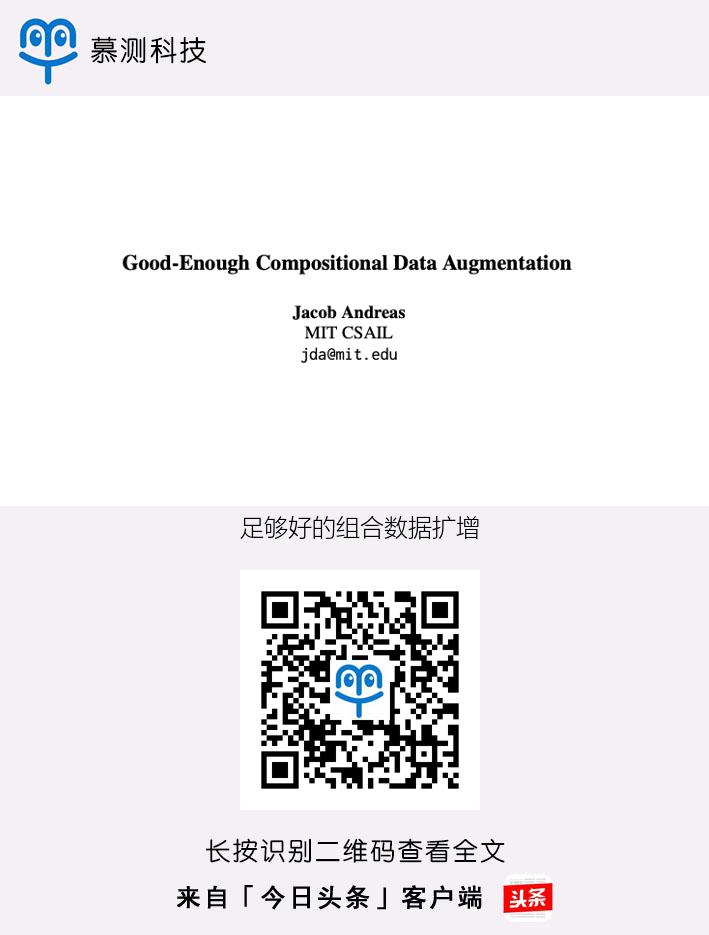 慕测科技
Good-Enough Compositional Data Augmentation
Jacob Andreas
MIT CSAIL
jda@mit.edu
足够好的组合数据扩增
长按识别二维码查看全文
来自「今日头条」客户端
头条